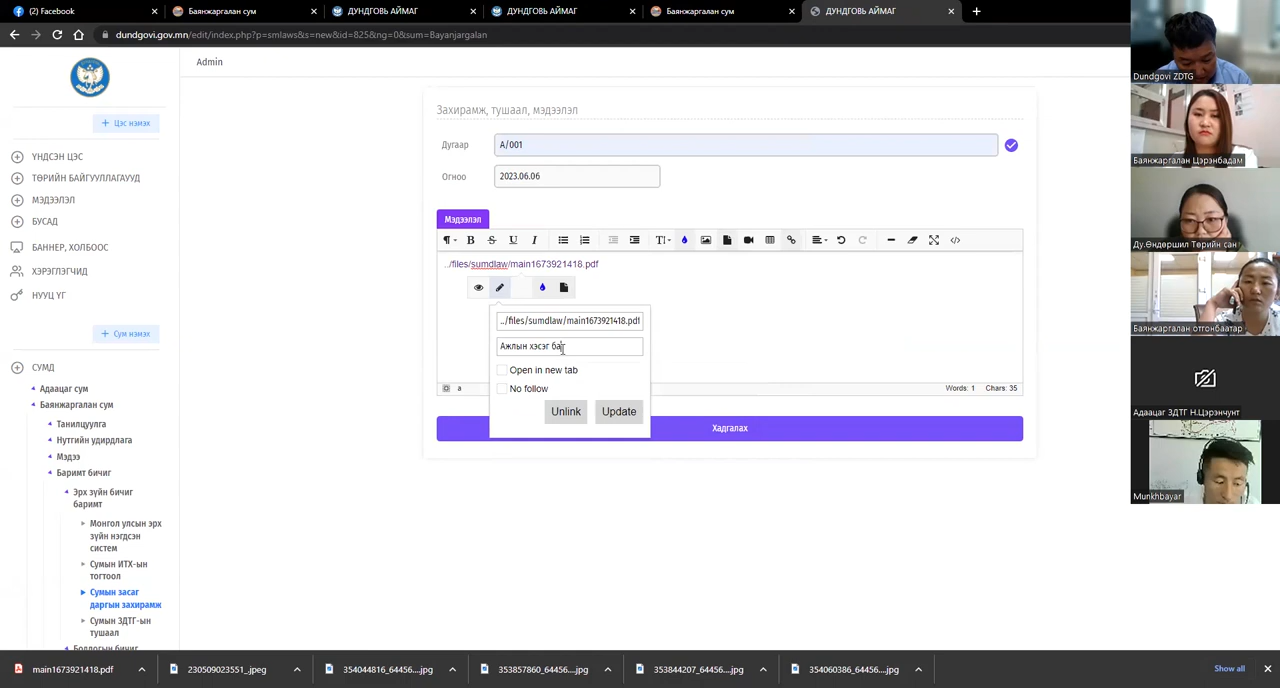 (2) Facebook
Баянжаргалан сум
ДУНДГОВЬ АЙМАГ
ДУНДГОВЬ АЙМАГ
Баянжаргалан сум
ДУНДГОВЬ АЙМАГ
dundgovi.gov.mn/edit/index.php?p=smlaws&s=new&id=825&ng=0&sum=Bayanjargalan
Admin
+ Цэс нэмэх
ҮНДСЭН ЦЭС
ТӨРИЙН БАЙГУУЛЛАГАУУД
МЭДЭЭЛЭЛ
БУСАД
БАННЕР, ХОЛБООС
ХЭРЭГЛЭГЧИД
НУУЦ ҮГ
+ Сум нэмэх
СУМД
Адаацаг сум
Баянжаргалан сум
Танилцуулга
Нутгийн удирдлага
Мэдээ
Баримт бичиг
Эрх зүйн бичиг
баримт
Монгол улсын эрх
зүйн нэгдсэн
систем
Сумын ИТХ-ын
тогтоол
Сумын засаг
даргын захирамж
Сумын ЗДТГ-ын
тушаал
Бодлогын бичиг
Захирамж, тушаал, мэдээлэл
Дугаар
А/001
Огноо
2023.06.06
Мэдээлэл
../files/sumdlaw/main1673921418.pdf
../files/sumdlaw/main1673921418.pdf
Ажлын хэсэг баг
Open in new tab
No follow
Unlink
Update
a
Words: 1
Chars: 35
Хадгалах
Dundgovi ZDTG
Баянжаргалан Цэрэнбадам
Ду.Өндөршил Төрийн сан
Баянжаргалан отгонбаатар
Адаацаг ЗДТГ Н.Цэрэнчунт
Munkhbayar
main1673921418.pdf
230509023551_.jpeg
354044816_64456....jpg
353857860_64456....jpg
353844207_64456....jpg
354060386_64456....jpg
Show all